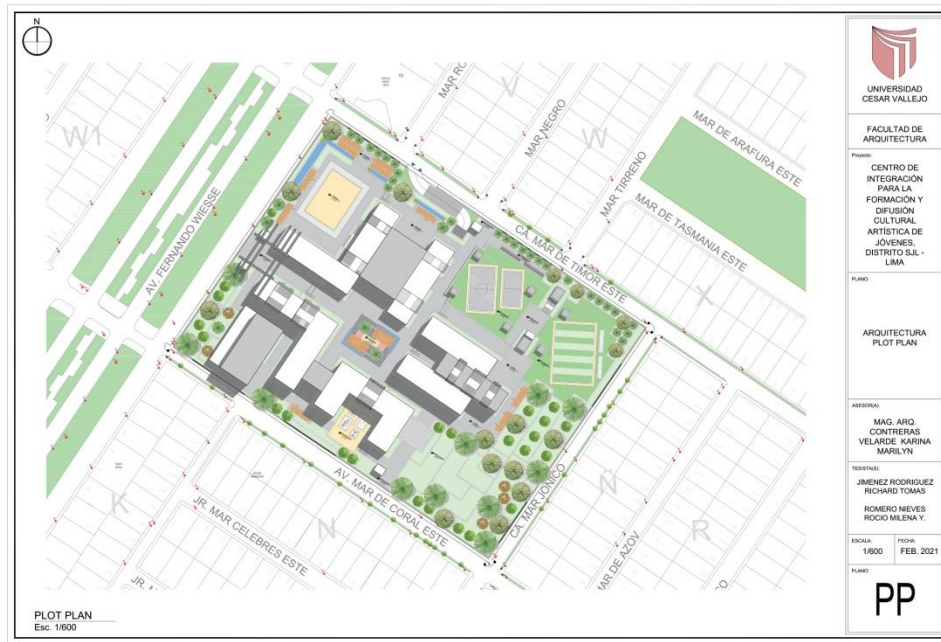 N
W1
V
W
X
K
N
Ñ
R
MAR NEGRO
MAR TIRRENO
MAR DE ARAFURA ESTE
MAR DE TASMANIA ESTE
AV. FERNANDO WIESSE
CA. MAR DE TIMOR ESTE
CA. MAR JONICO
AV. MAR DE CORAL ESTE
JR. MAR CELEBRES ESTE
MAR DE AZOV
PLOT PLAN
Esc. 1/600
UNIVERSIDAD
CESAR VALLEJO
FACULTAD DE
ARQUITECTURA
Proyecto:
CENTRO DE
INTEGRACIÓN
PARA LA
FORMACIÓN Y
DIFUSIÓN
CULTURAL
ARTÍSTICA DE
JÓVENES,
DISTRITO SJL -
LIMA
PLANO:
ARQUITECTURA
PLOT PLAN
ASESOR(A):
MAG. ARQ.
CONTRERAS
VELARDE KARINA
MARILYN
TESISTA(S):
JIMENEZ RODRIGUEZ
RICHARD TOMAS
ROMERO NIEVES
ROCIO MILENA Y.
ESCALA:
1/600
FECHA:
FEB. 2021
PLANO:
PP